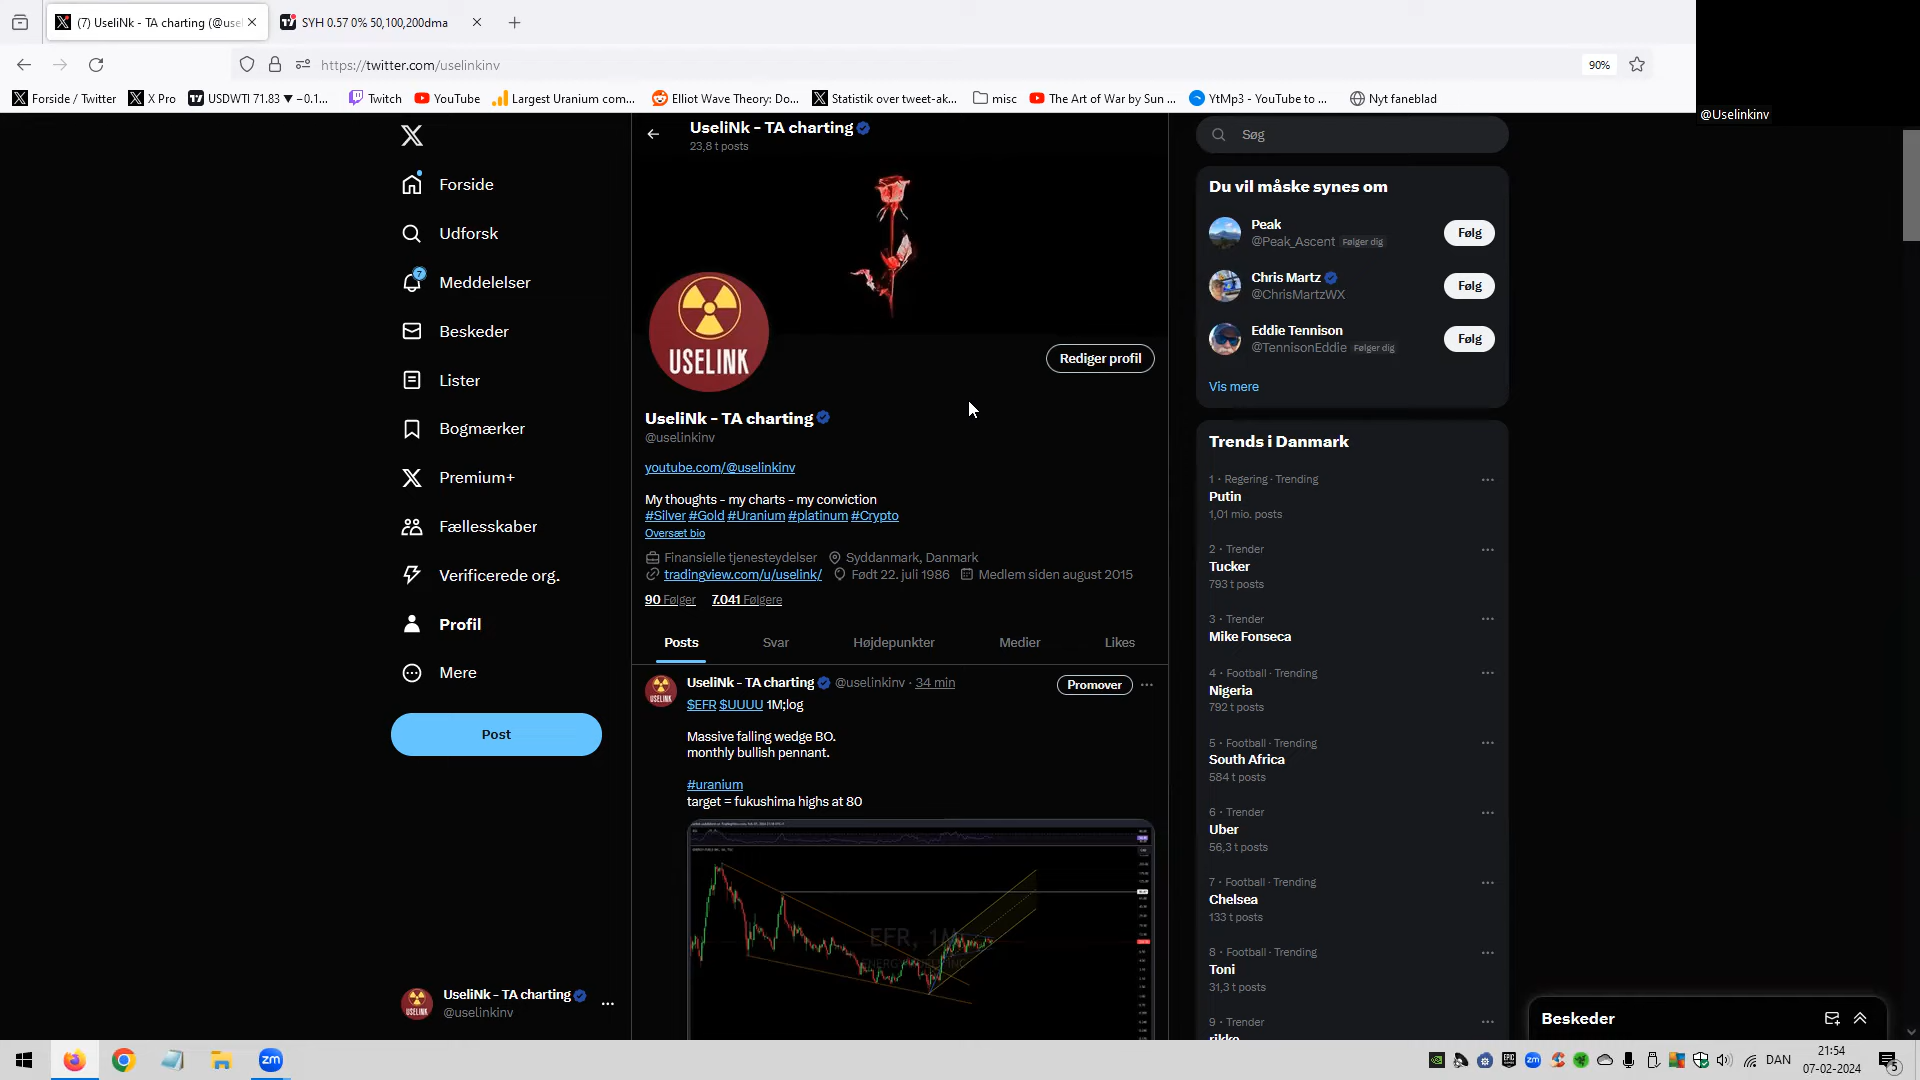 (7) UseliNk - TA charting (@use
SYH 0.57 0% 50,100,200dma
https://twitter.com/uselinkinv
90%
Forside / Twitter
X Pro
USDWTI 71.83 ▼ −0.1...
Twitch
YouTube
Largest Uranium com...
Elliot Wave Theory: Do...
Statistik over tweet-ak...
misc
The Art of War by Sun ...
YtMp3 - YouTube to ...
Nyt faneblad
@Uselinkinv
Forside
Udforsk
7
Meddelelser
Beskeder
Lister
Bogmærker
Premium+
Fællesskaber
Verificerede org.
Profil
Mere
Post
UseliNk - TA charting
@uselinkinv
UseliNk - TA charting
23,8 t posts
USELINK
Rediger profil
UseliNk - TA charting
@uselinkinv
youtube.com/@uselinkinv
My thoughts - my charts - my conviction
#Silver #Gold #Uranium #platinum #Crypto
Oversæt bio
Finansielle tjenesteydelser Syddanmark, Danmark
tradingview.com/u/uselink/ Født 22. juli 1986 Medlem siden august 2015
90 Følger 7.041 Følgere
Posts Svar Højdepunkter Medier Likes
UseliNk - TA charting @uselinkinv · 34 min
Promover
$EFR $UUUU 1M;log
Massive falling wedge BO.
monthly bullish pennant.
#uranium
target = fukushima highs at 80
EFR, 1M
Søg
Du vil måske synes om
Peak
@Peak_Ascent Følger dig
Følg
Chris Martz
@ChrisMartzWX
Følg
Eddie Tennison
@TennisonEddie Følger dig
Følg
Vis mere
Trends i Danmark
1 · Regering · Trending
Putin
1,01 mio. posts
2 · Trender
Tucker
793 t posts
3 · Trender
Mike Fonseca
4 · Football · Trending
Nigeria
792 t posts
5 · Football · Trending
South Africa
584 t posts
6 · Trender
Uber
56,3 t posts
7 · Football · Trending
Chelsea
133 t posts
8 · Football · Trending
Toni
31,3 t posts
9 · Trender
rikke
Beskeder
zm
DAN
21:54
07-02-2024
5